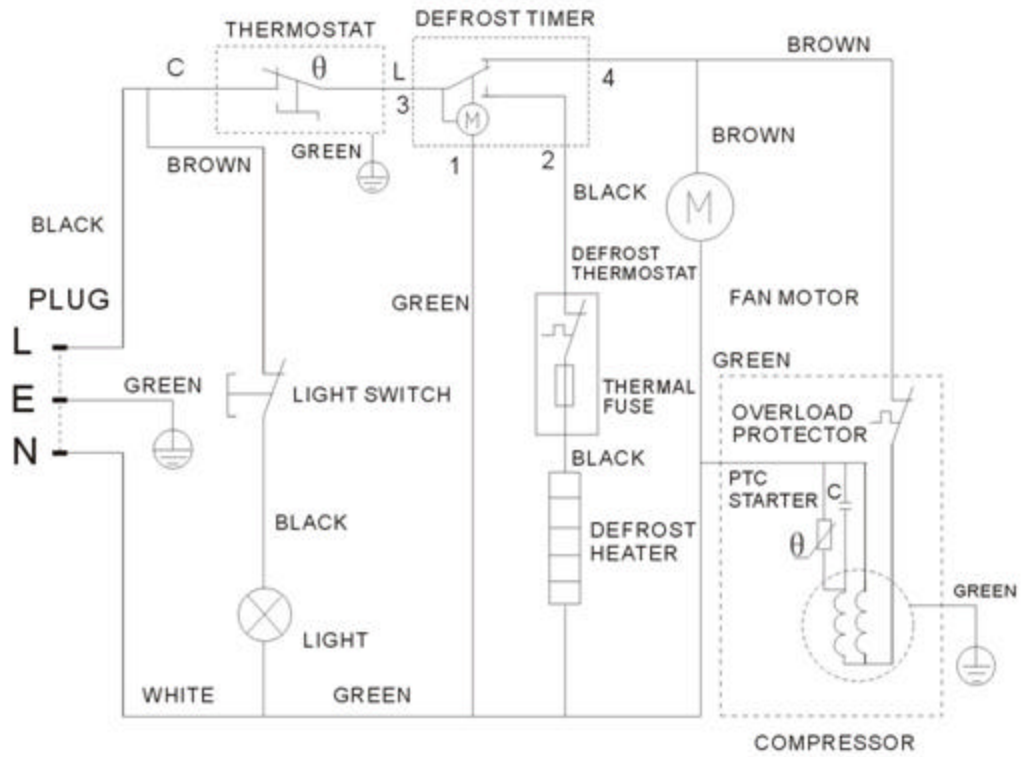 DEFROST TIMER
THERMOSTAT
BROWN
C
θ
L
3
4
M
1
2
GREEN
BROWN
BROWN
BLACK
M
BLACK
DEFROST
THERMOSTAT
PLUG
GREEN
FAN MOTOR
L
GREEN
E
GREEN
LIGHT SWITCH
THERMAL
FUSE
OVERLOAD
PROTECTOR
N
BLACK
PTC
STARTER
C
BLACK
DEFROST
HEATER
θ
GREEN
LIGHT
WHITE
GREEN
COMPRESSOR